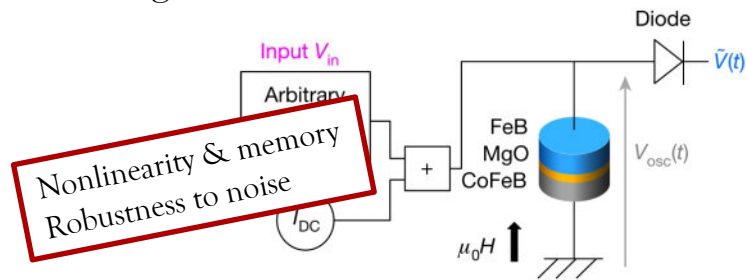 Diode
Input Vin
Ṽ(t)
Arbitrary
FeB
MgO
CoFeB
Vosc(t)
Nonlinearity & memory
Robustness to noise
+
IDC
μ0H